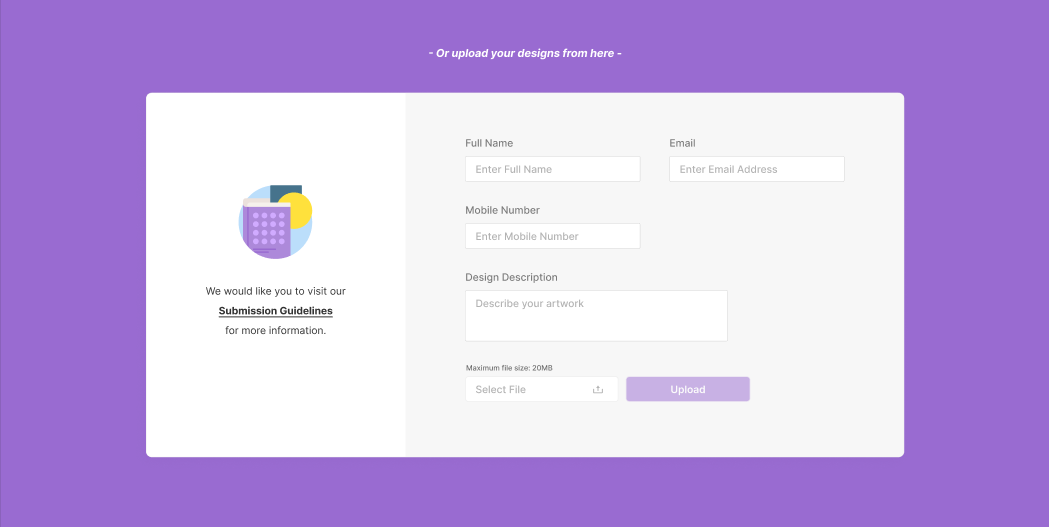 - Or upload your designs from here -
We would like you to visit our
Submission Guidelines
for more information.
Full Name
Enter Full Name
Email
Enter Email Address
Mobile Number
Enter Mobile Number
Design Description
Describe your artwork
Maximum file size: 20MB
Select File
Upload